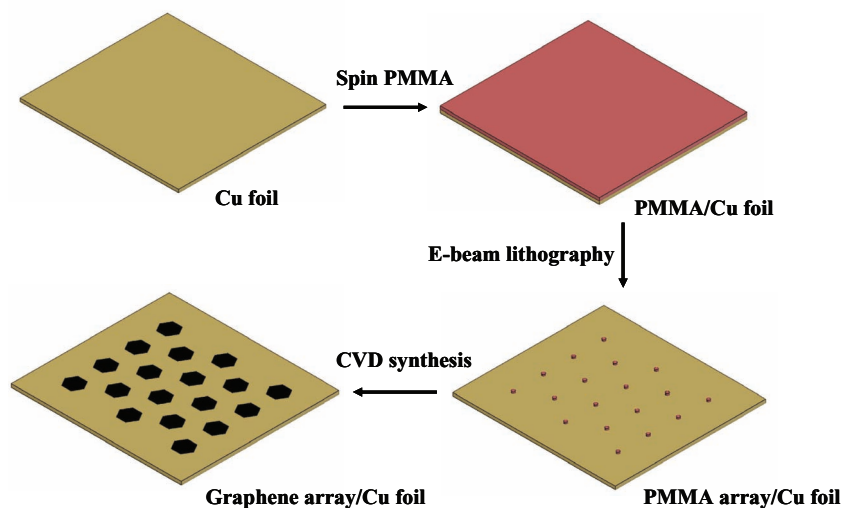 Spin PMMA
Cu foil
PMMA/Cu foil
E-beam lithography
CVD synthesis
Graphene array/Cu foil
PMMA array/Cu foil